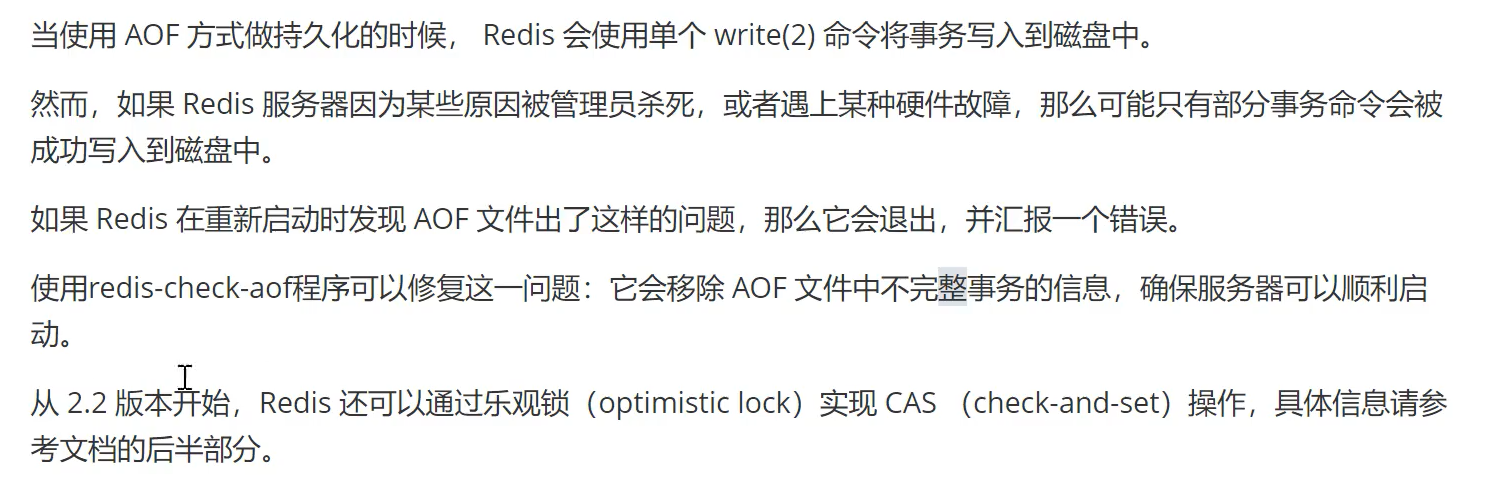 当使用 AOF 方式做持久化的时候， Redis 会使用单个 write(2) 命令将事务写入到磁盘中。
然而，如果 Redis 服务器因为某些原因被管理员杀死，或者遇上某种硬件故障，那么可能只有部分事务命令会被
成功写入到磁盘中。
如果 Redis 在重新启动时发现 AOF 文件出了这样的问题，那么它会退出，并汇报一个错误。
使用redis-check-aof程序可以修复这一问题：它会移除 AOF 文件中不完整事务的信息，确保服务器可以顺利启
动。
从 2.2 版本开始，Redis 还可以通过乐观锁（optimistic lock）实现 CAS （check-and-set）操作，具体信息请参
考文档的后半部分。